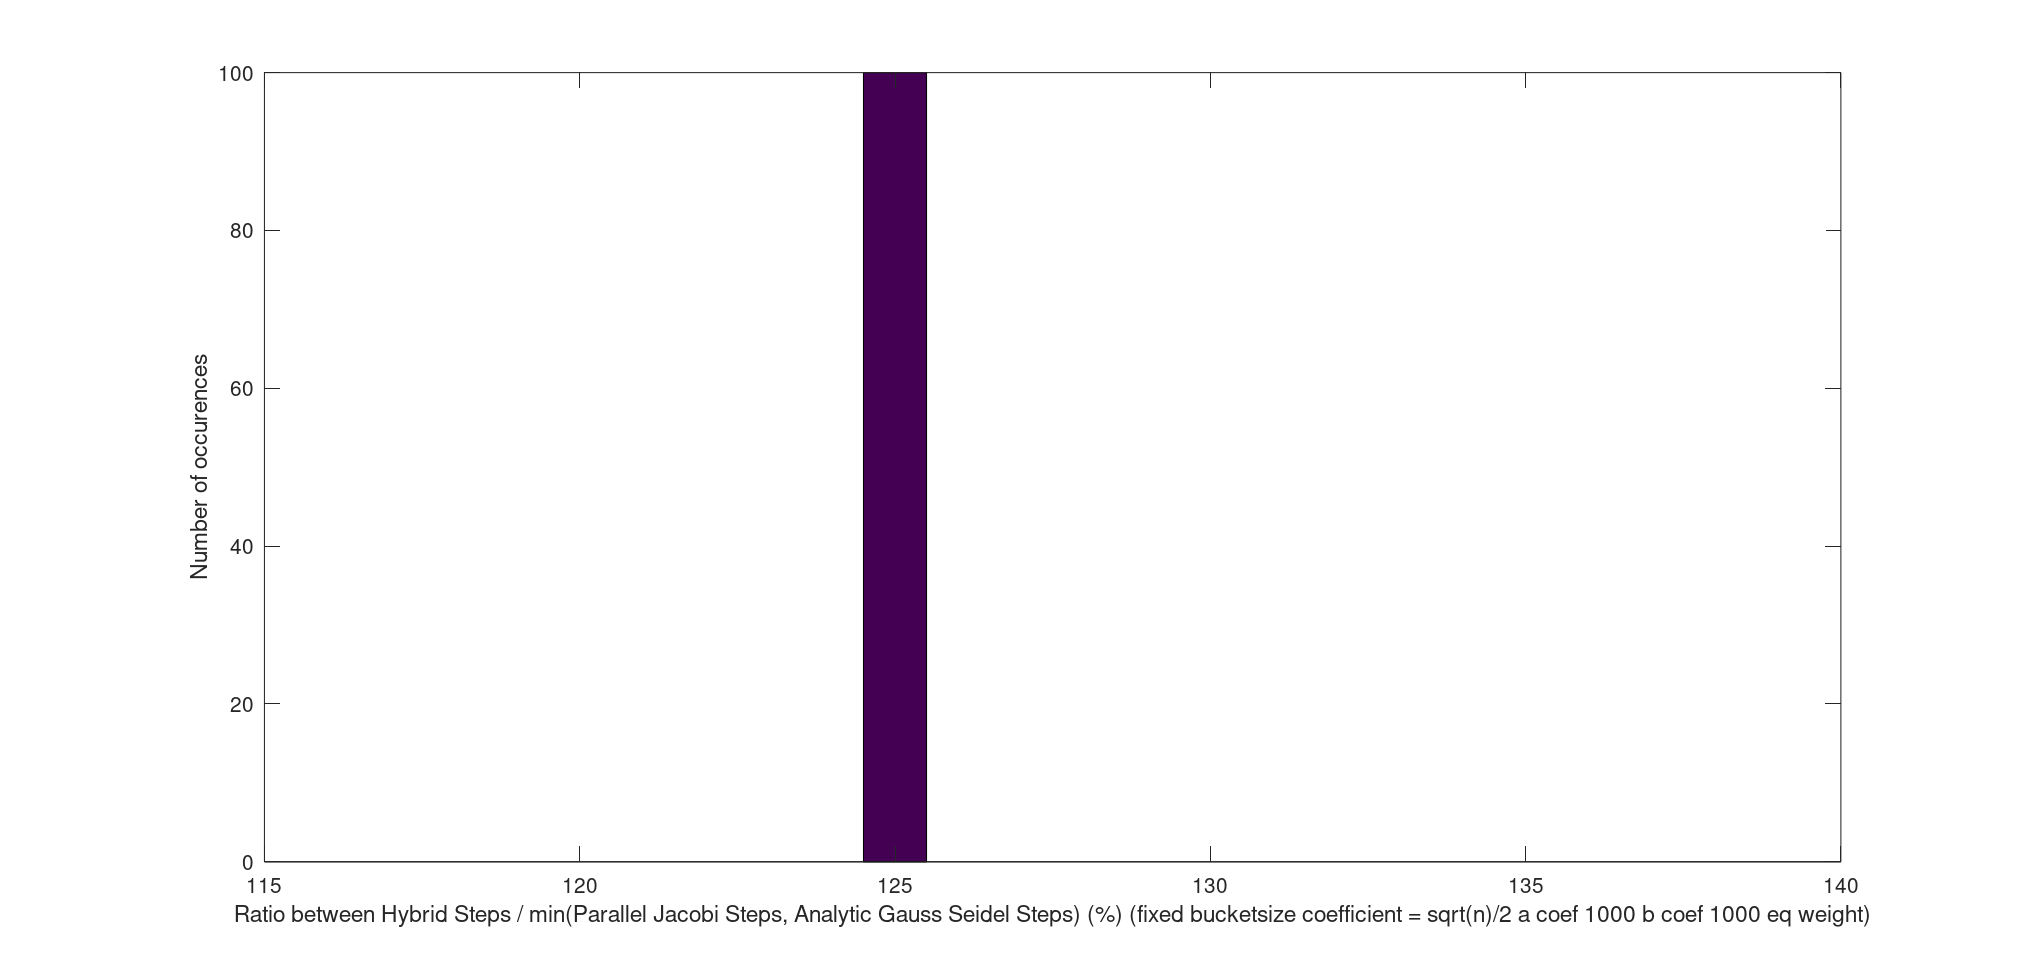 100
80
60
40
20
0
Number of occurences
115 120 125 130 135 140
Ratio between Hybrid Steps / min(Parallel Jacobi Steps, Analytic Gauss Seidel Steps) (%) (fixed bucketsize coefficient = sqrt(n)/2 a coef 1000 b coef 1000 eq weight)